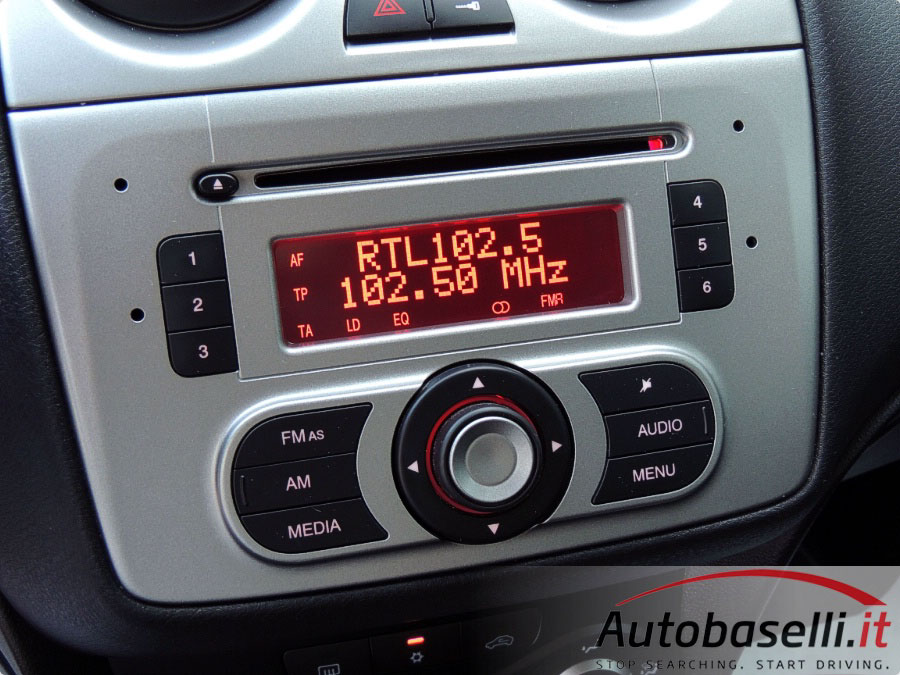 AF
RTL102.5
TP
102.50 MHz
TA LD EQ FMR
1
2
3
4
5
6
FM AS
AM
MEDIA
AUDIO
MENU
Autobaselli.it
STOP SEARCHING. START DRIVING.